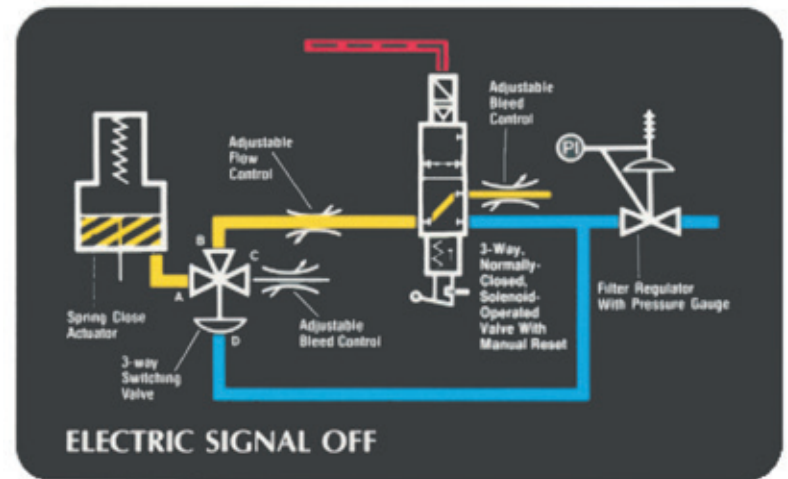 Adjustable
Bleed
Control
Adjustable
Flow
Control
PI
B
C
A
D
3-Way,
Normally-
Closed,
Solenoid-
Operated
Valve With
Manual Reset
Filter Regulator
With Pressure Gauge
Spring Close
Actuator
Adjustable
Bleed Control
3-way
Switching
Valve
ELECTRIC SIGNAL OFF